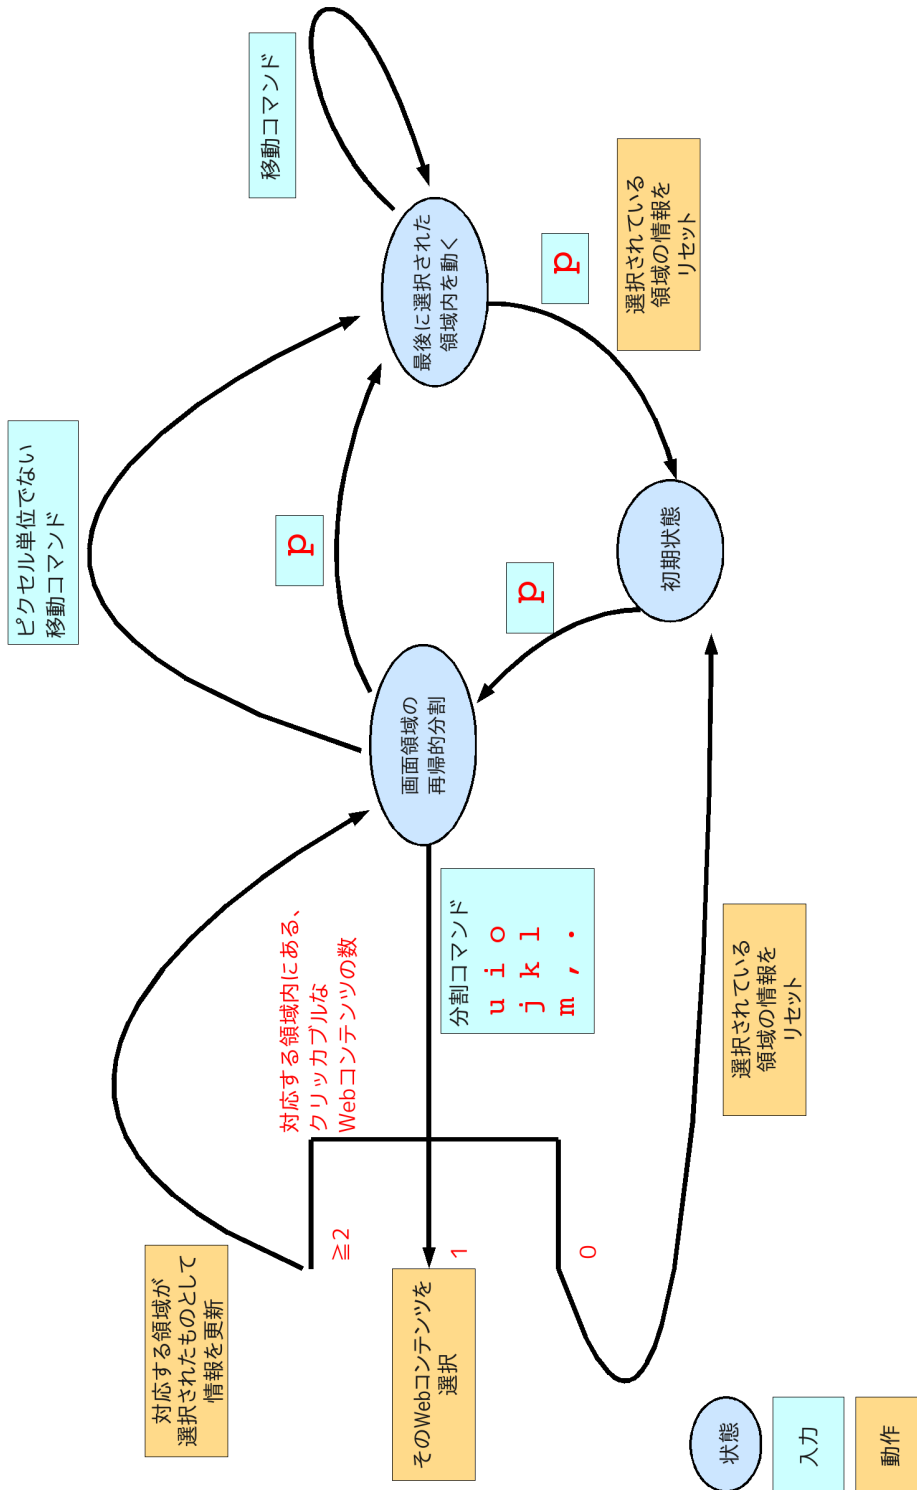 対応する領域が
選択されたものとして
情報を更新
ピクセル単位でない
移動コマンド
移動コマンド
対応する領域内にある、
クリッカブルな
Webコンテンツの数
p
≧2
1
0
そのWebコンテンツを
選択
画面領域の
再帰的分割
最後に選択された
領域内を動く
分割コマンド
u i o
j k l
m , .
p
p
選択されている
領域の情報を
リセット
初期状態
選択されている
領域の情報を
リセット
状態
入力
動作